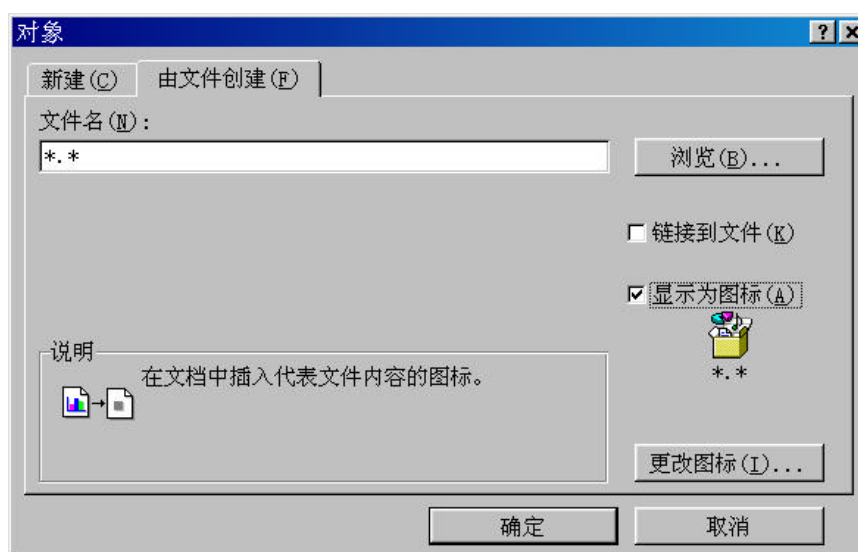 对象
新建(C) 由文件创建(F)
文件名(N):
*.*
浏览(B)...
链接到文件(K)
显示为图标(A)
*.*
说明
在文档中插入代表文件内容的图标。
更改图标(I)...
确定 取消